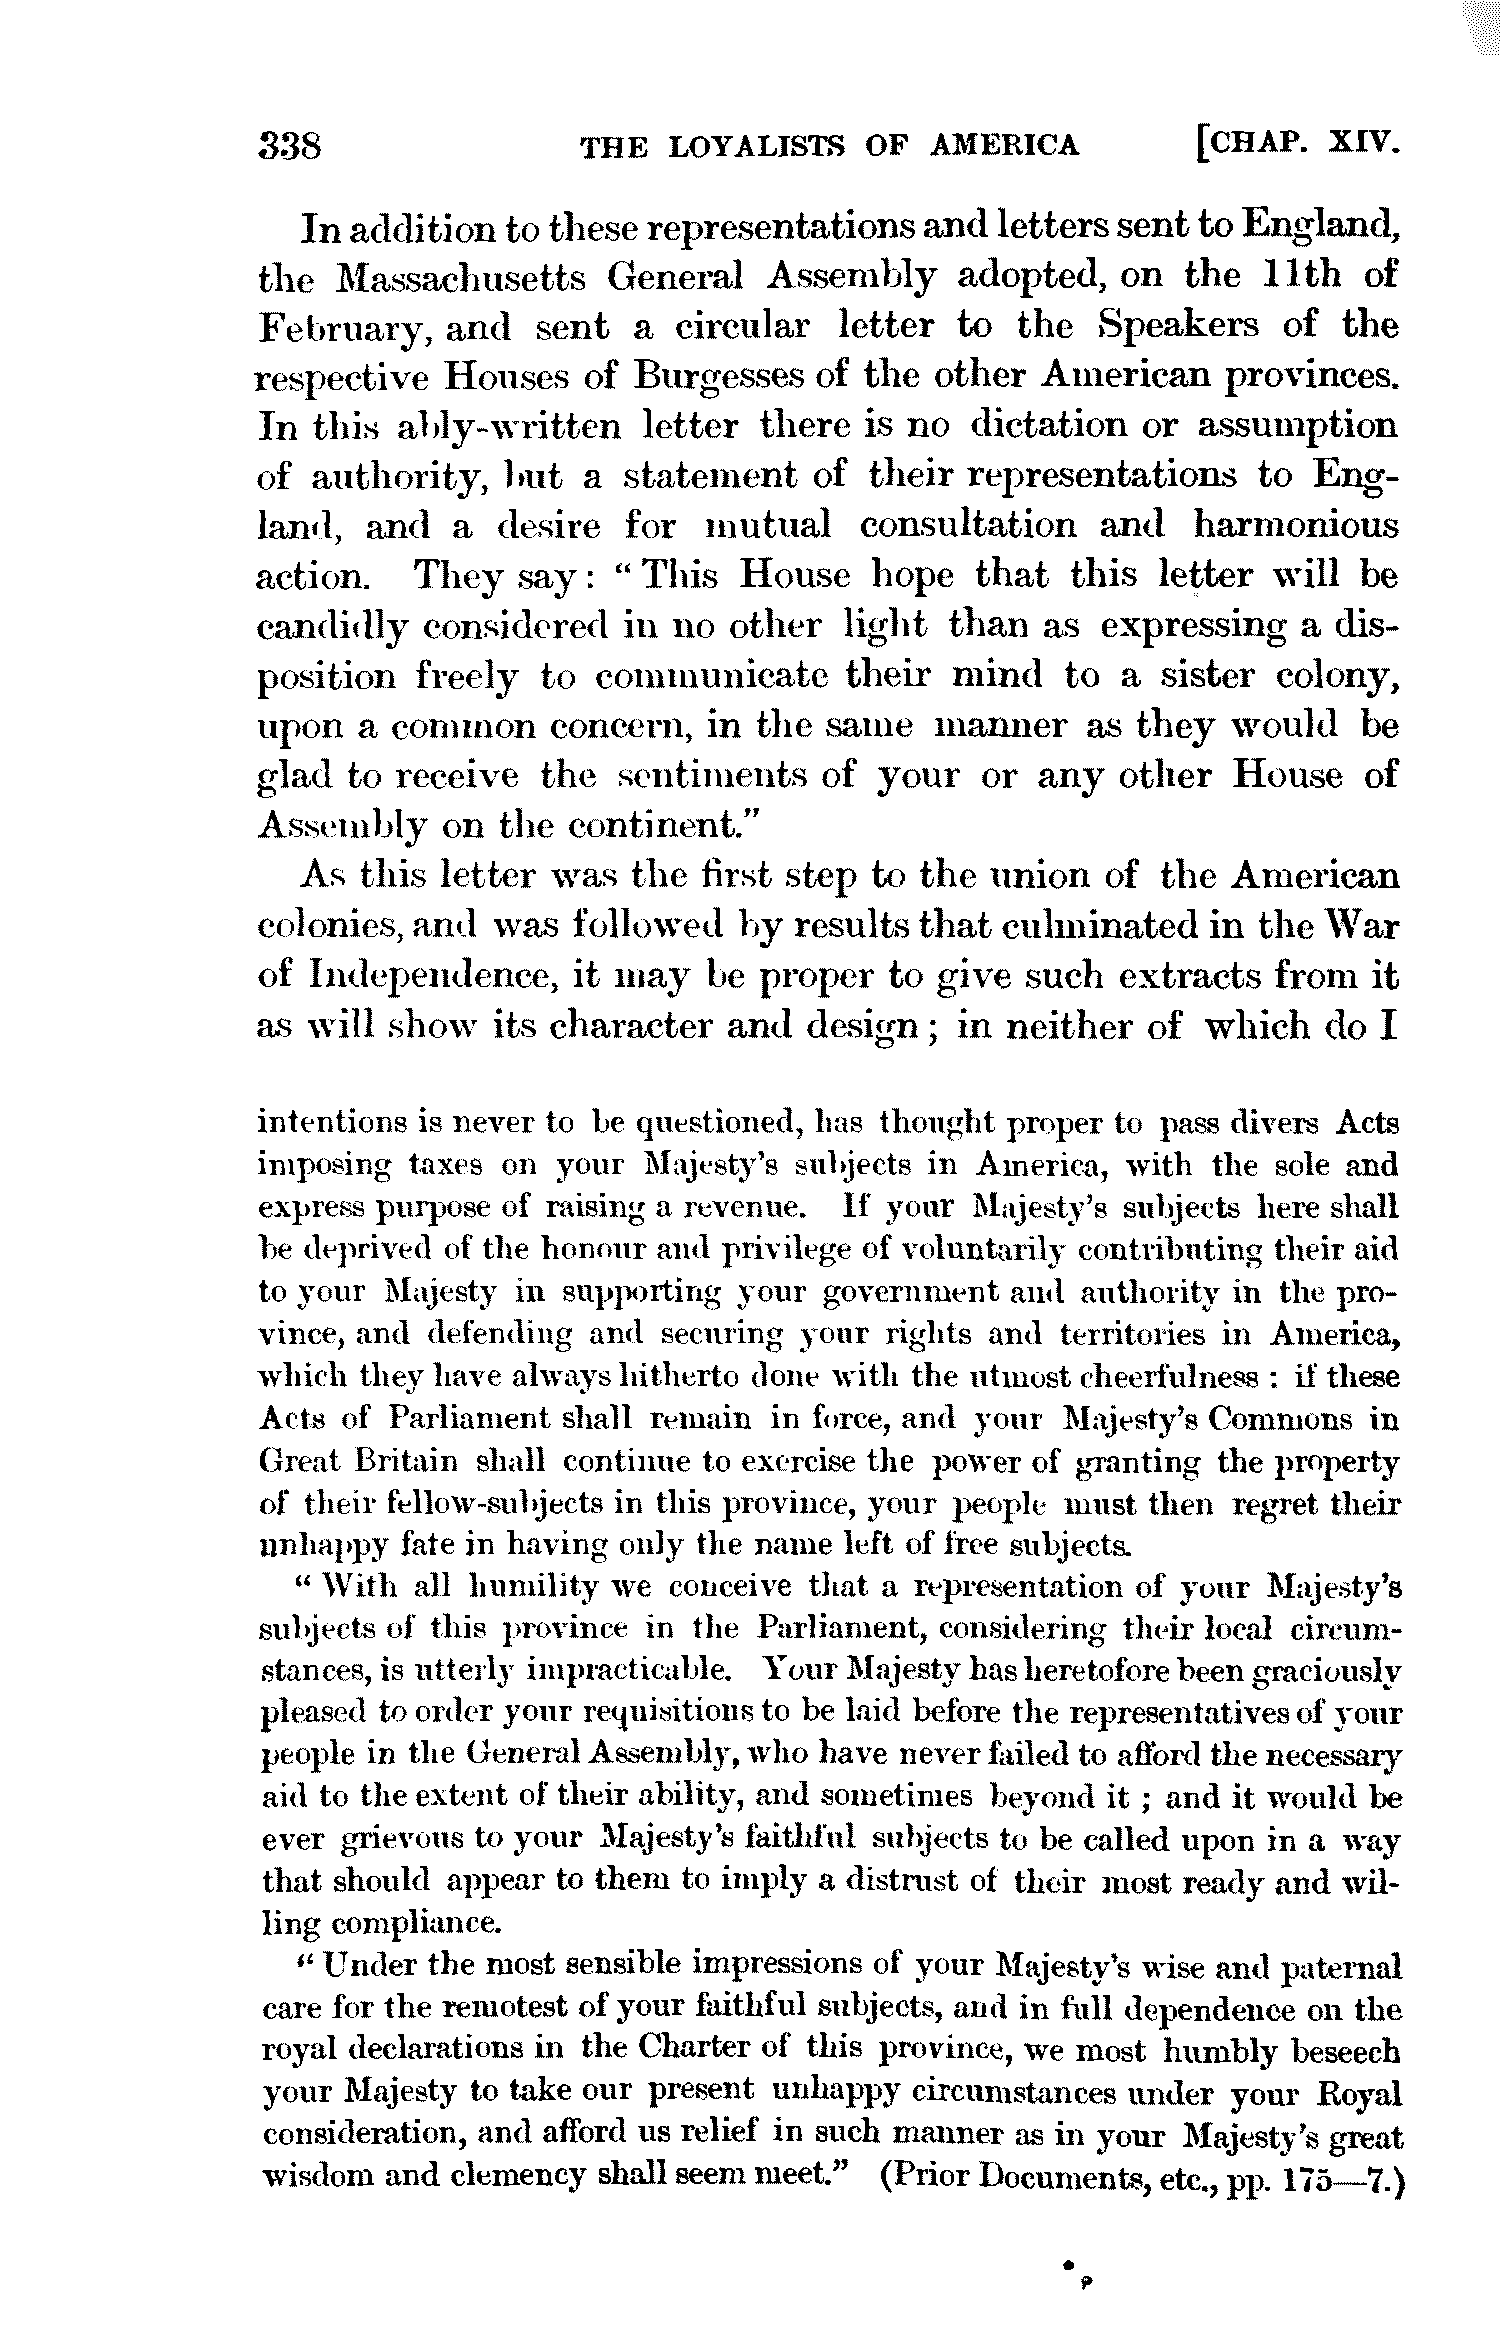 338 THE LOYALISTS OF AMERICA [CHAP. XIV.
In addition to these representations and letters sent to England,
the Massachusetts General Assembly adopted, on the 11th of
February, and sent a circular letter to the Speakers of the
respective Houses of Burgesses of the other American provinces.
In this ably-written letter there is no dictation or assumption
of authority, but a statement of their representations to Eng-
land, and a desire for mutual consultation and harmonious
action. They say: “ This House hope that this letter will be
candidly considered in no other light than as expressing a dis-
position freely to communicate their mind to a sister colony,
upon a common concern, in the same manner as they would be
glad to receive the sentiments of your or any other House of
Assembly on the continent.”
As this letter was the first step to the union of the American
colonies, and was followed by results that culminated in the War
of Independence, it may be proper to give such extracts from it
as will show its character and design ; in neither of which do I
intentions is never to be questioned, has thought proper to pass divers Acts
imposing taxes on your Majesty's subjects in America, with the sole and
express purpose of raising a revenue. If your Majesty's subjects here shall
be deprived of the honour and privilege of voluntarily contributing their aid
to your Majesty in supporting your government and authority in the pro-
vince, and defending and securing your rights and territories in America,
which they have always hitherto done with the utmost cheerfulness : if these
Acts of Parliament shall remain in force, and your Majesty's Commons in
Great Britain shall continue to exercise the power of granting the property
of their fellow-subjects in this province, your people must then regret their
unhappy fate in having only the name left of free subjects.
“ With all humility we conceive that a representation of your Majesty's
subjects of this province in the Parliament, considering their local circum-
stances, is utterly impracticable. Your Majesty has heretofore been graciously
pleased to order your requisitions to be laid before the representatives of your
people in the General Assembly, who have never failed to afford the necessary
aid to the extent of their ability, and sometimes beyond it ; and it would be
ever grievous to your Majesty's faithful subjects to be called upon in a way
that should appear to them to imply a distrust of their most ready and wil-
ling compliance.
“ Under the most sensible impressions of your Majesty's wise and paternal
care for the remotest of your faithful subjects, and in full dependence on the
royal declarations in the Charter of this province, we most humbly beseech
your Majesty to take our present unhappy circumstances under your Royal
consideration, and afford us relief in such manner as in your Majesty's great
wisdom and clemency shall seem meet.” (Prior Documents, etc., pp. 175—7.)